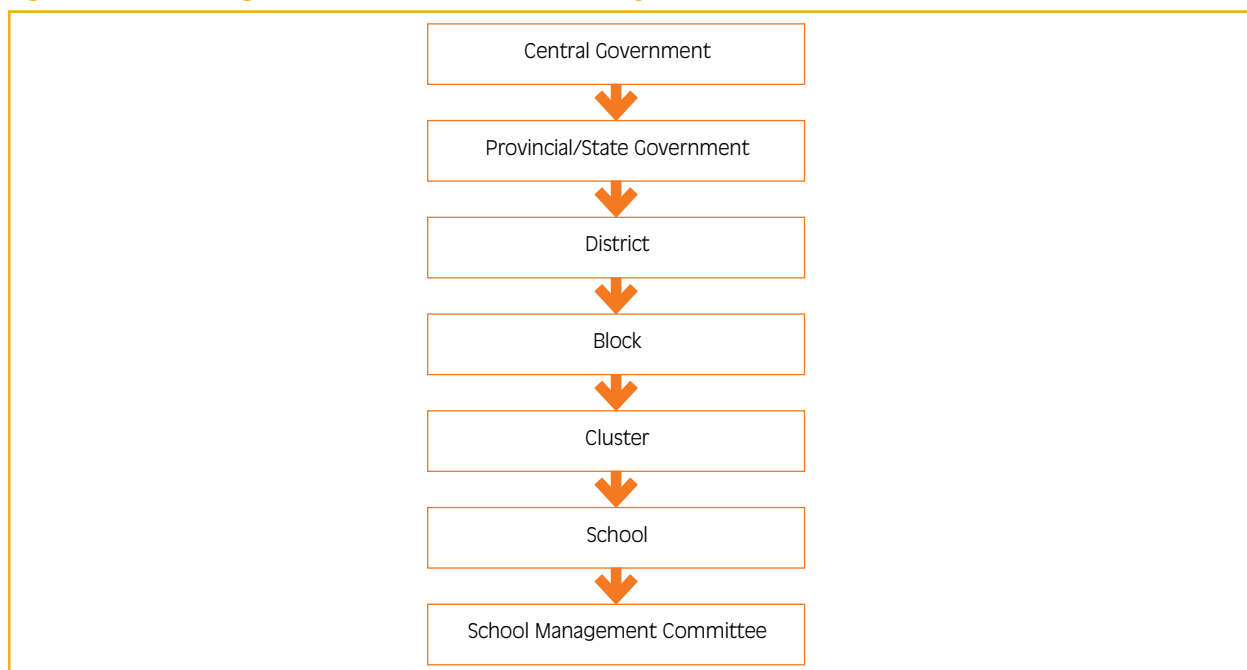 Central Government
Provincial/State Government
District
Block
Cluster
School
School Management Committee